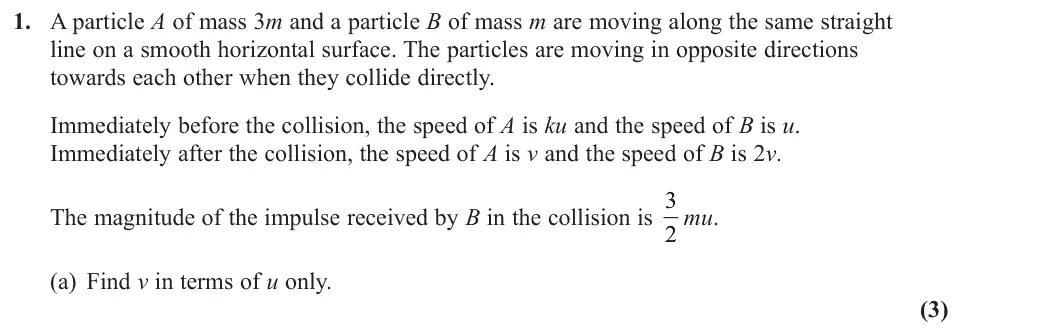 1. A particle A of mass 3m and a particle B of mass m are moving along the same straight
line on a smooth horizontal surface. The particles are moving in opposite directions
towards each other when they collide directly.
Immediately before the collision, the speed of A is ku and the speed of B is u.
Immediately after the collision, the speed of A is v and the speed of B is 2v.
The magnitude of the impulse received by B in the collision is 3/2 mu.
(a) Find v in terms of u only.
(3)